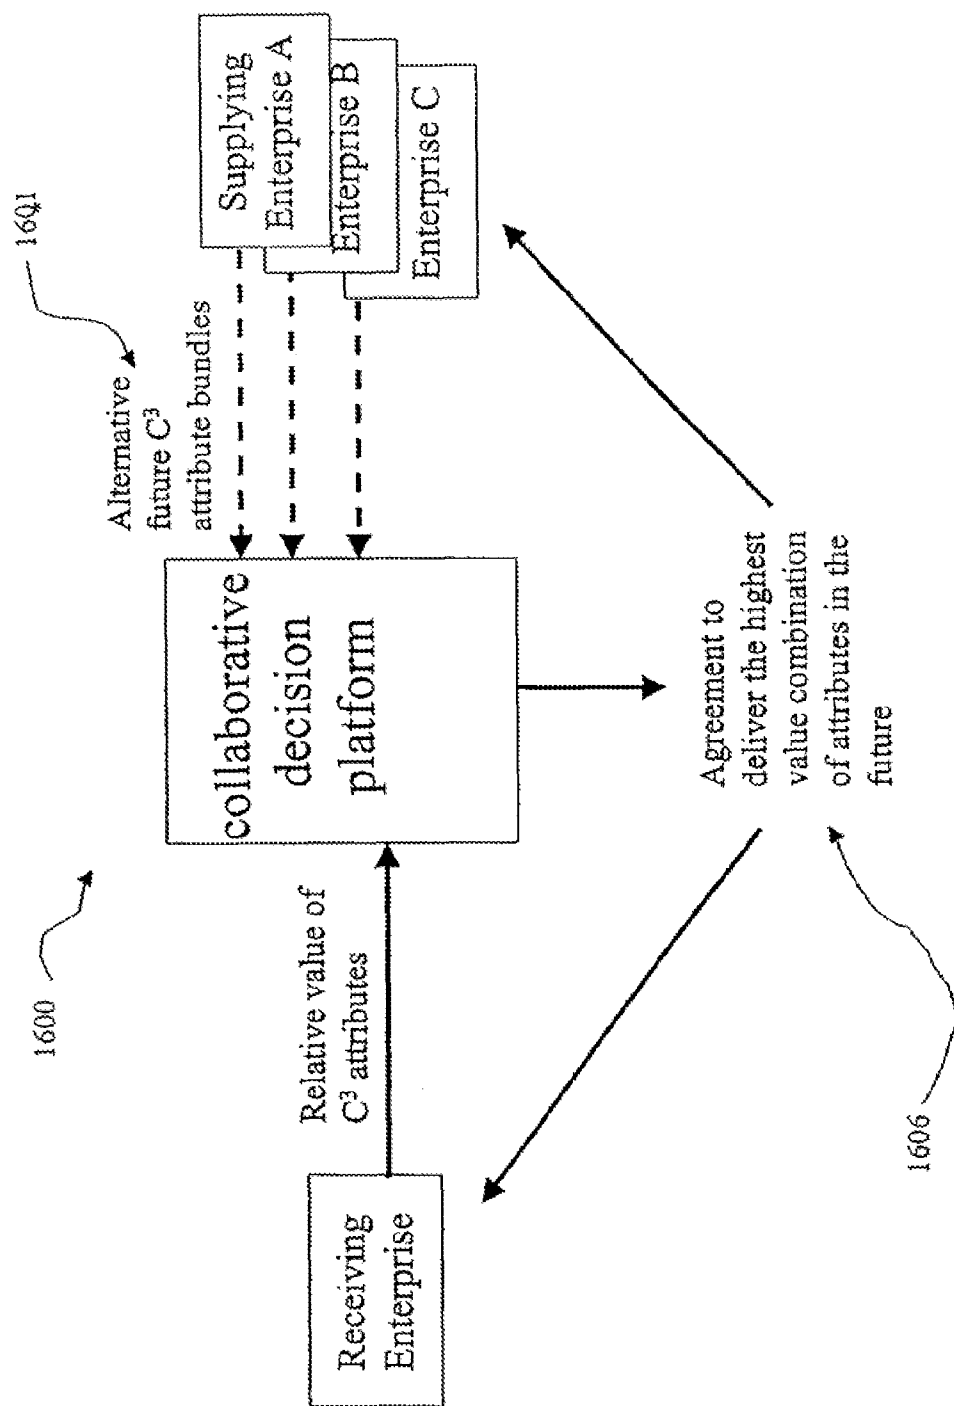 1600
1601
Alternative
future C³
attribute bundles
Receiving
Enterprise
Relative value of
C³ attributes
collaborative
decision
platform
Supplying
Enterprise A
Enterprise B
Enterprise C
Agreement to
deliver the highest
value combination
of attributes in the
future
1606